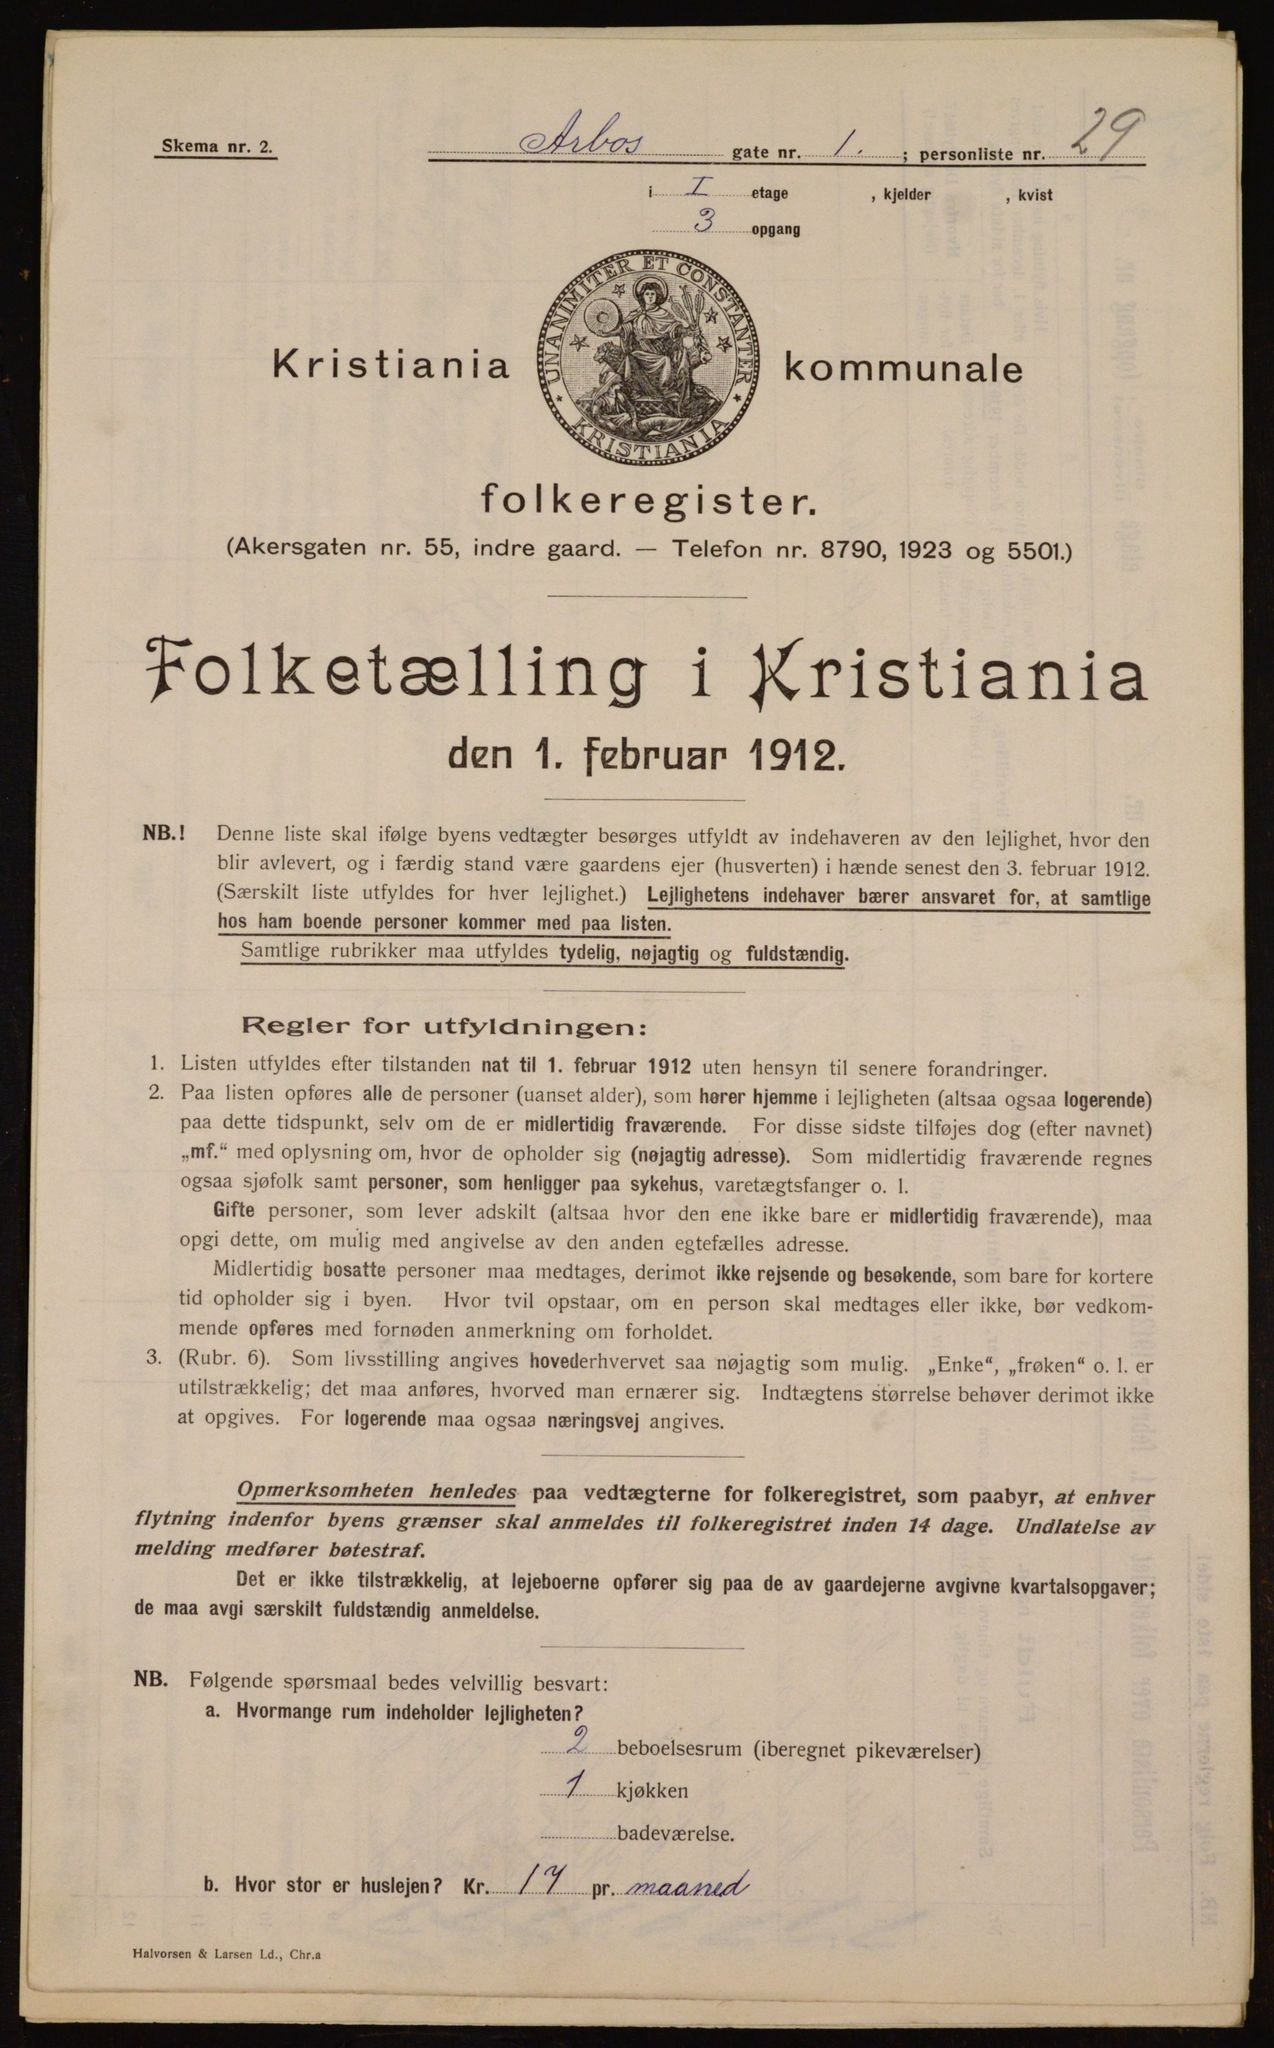 Skema nr. 2.
Arbos gate nr. 1. ; personliste nr. 29
i I etage , kjelder , kvist
3 opgang
UNANIMITER ET CONSTANTER
KRISTIANIA
Kristiania kommunale
folkeregister.
(Akersgaten nr. 55, indre gaard. — Telefon nr. 8790, 1923 og 5501.)
Folketælling i Kristiania
den 1. februar 1912.
NB.! Denne liste skal ifølge byens vedtægter besørges utfyldt av indehaveren av den lejlighet, hvor den
blir avlevert, og i færdig stand være gaardens ejer (husverten) i hænde senest den 3. februar 1912.
(Særskilt liste utfyldes for hver lejlighet.) Lejlighetens indehaver bærer ansvaret for, at samtlige
hos ham boende personer kommer med paa listen.
Samtlige rubrikker maa utfyldes tydelig, nøjagtig og fuldstændig.
Regler for utfyldningen:
1. Listen utfyldes efter tilstanden nat til 1. februar 1912 uten hensyn til senere forandringer.
2. Paa listen opføres alle de personer (uanset alder), som hører hjemme i lejligheten (altsaa ogsaa logerende)
paa dette tidspunkt, selv om de er midlertidig fraværende. For disse sidste tilføjes dog (efter navnet)
„mf.“ med oplysning om, hvor de opholder sig (nøjagtig adresse). Som midlertidig fraværende regnes
ogsaa sjøfolk samt personer, som henligger paa sykehus, varetægtsfanger o. l.
Gifte personer, som lever adskilt (altsaa hvor den ene ikke bare er midlertidig fraværende), maa
opgi dette, om mulig med angivelse av den anden egtefælles adresse.
Midlertidig bosatte personer maa medtages, derimot ikke rejsende og besøkende, som bare for kortere
tid opholder sig i byen. Hvor tvil opstaar, om en person skal medtages eller ikke, bør vedkom-
mende opføres med fornøden anmerkning om forholdet.
3. (Rubr. 6). Som livsstilling angives hovederhvervet saa nøjagtig som mulig. „Enke“, „frøken“ o. l. er
utilstrækkelig; det maa anføres, hvorved man ernærer sig. Indtægtens størrelse behøver derimot ikke
at opgives. For logerende maa ogsaa næringsvej angives.
Opmerksomheten henledes paa vedtægterne for folkeregistret, som paabyr, at enhver
flytning indenfor byens grænser skal anmeldes til folkeregistret inden 14 dage. Undlatelse av
melding medfører bøtestraf.
Det er ikke tilstrækkelig, at lejeboerne opfører sig paa de av gaardejerne avgivne kvartalsopgaver;
de maa avgi særskilt fuldstændig anmeldelse.
NB. Følgende spørsmaal bedes velvillig besvart:
a. Hvormange rum indeholder lejligheten?
2 beboelsesrum (iberegnet pikeværelser)
1 kjøkken
badeværelse.
b. Hvor stor er huslejen? Kr. 17 pr. maaned
Halvorsen & Larsen Ld., Chr.a